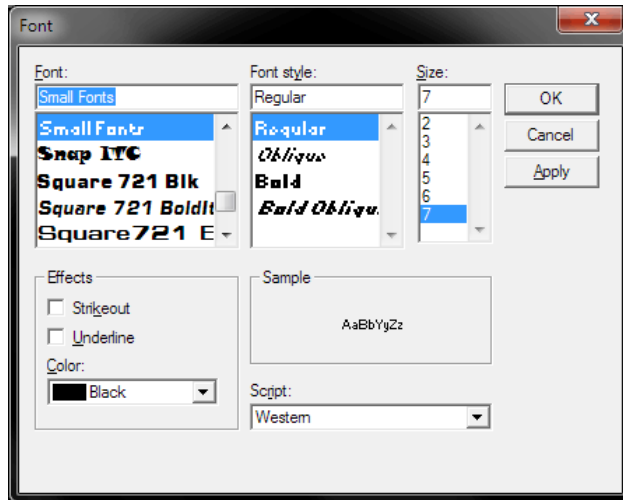 Font
Font:
Small Fonts
Small Fonts
Snap ITC
Square 721 Blk
Square 721 BoldIt
Square721 E
Font style:
Regular
Regular
Oblique
Bold
Bold Obliqu
Size:
7
2
3
4
5
6
7
OK
Cancel
Apply
Effects
Strikeout
Underline
Color:
Black
Sample
AaBbYyZz
Script:
Western